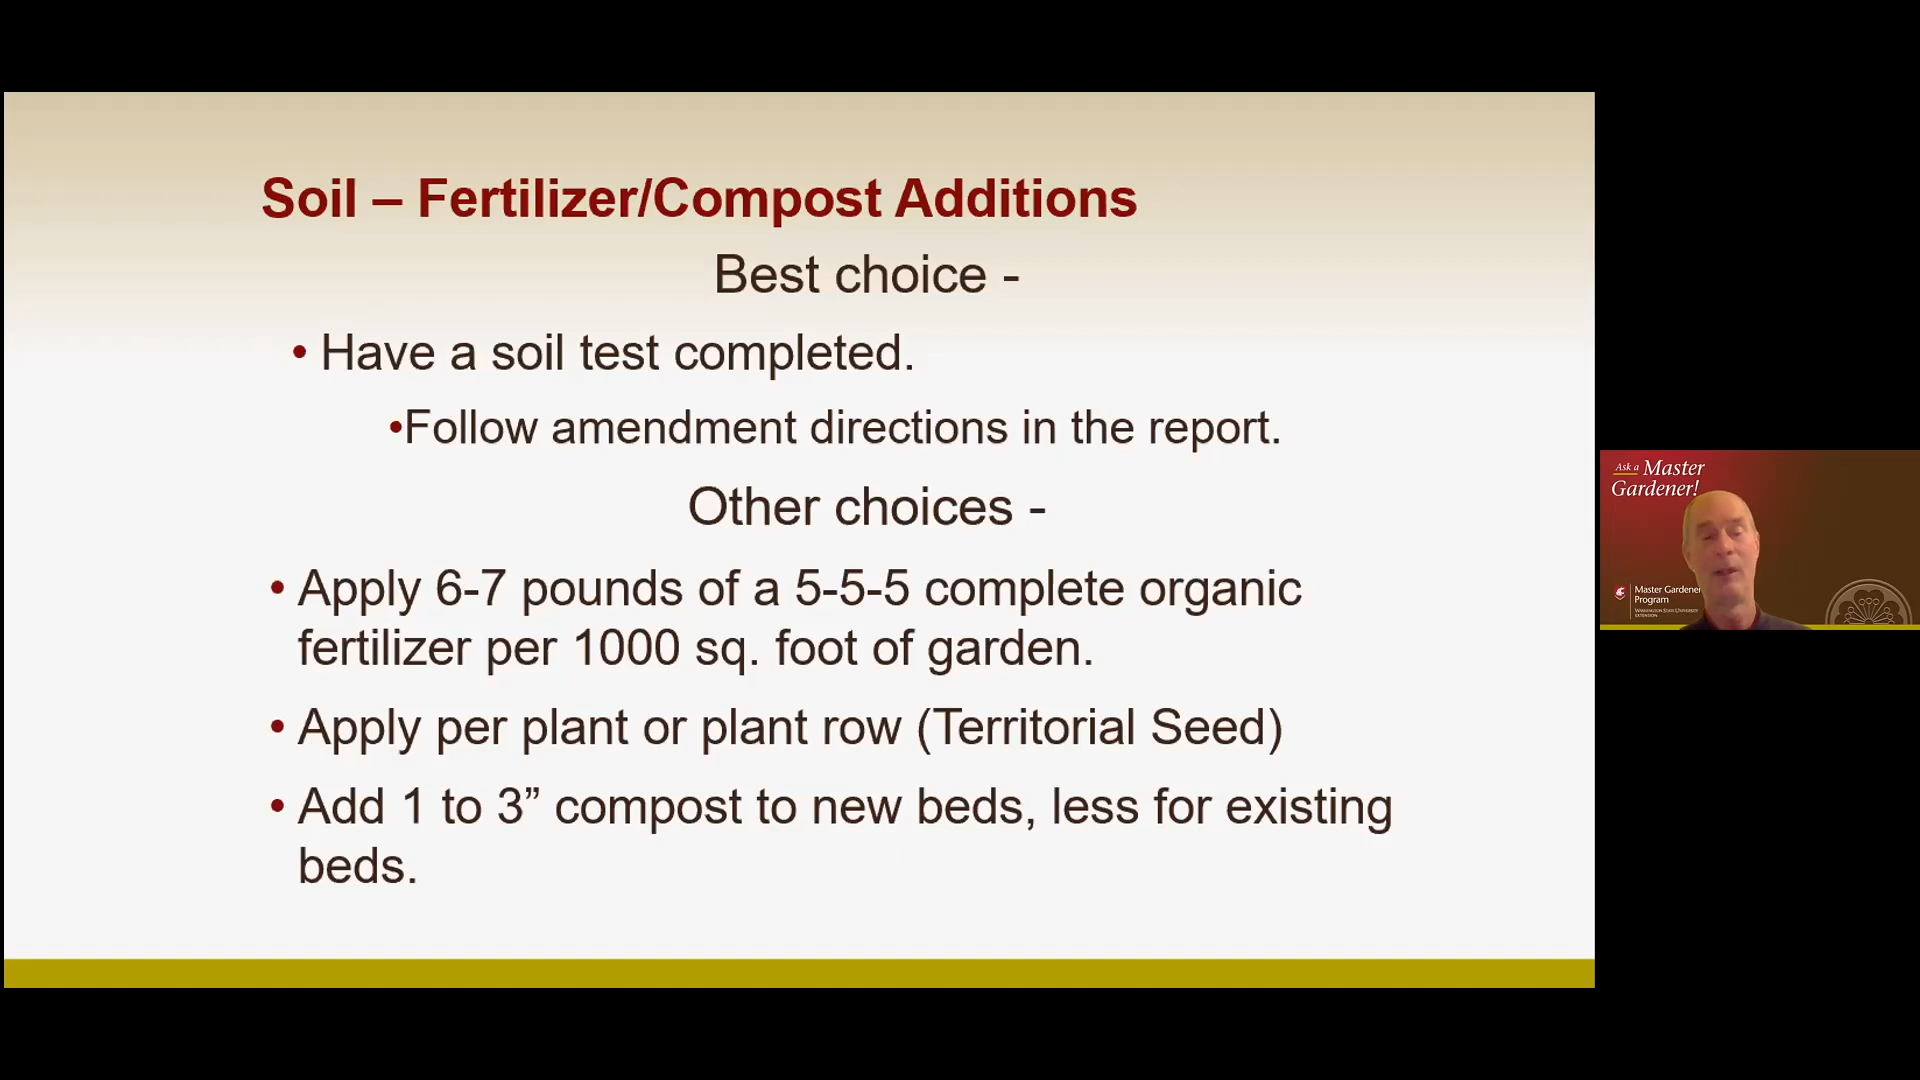 Soil – Fertilizer/Compost Additions
Best choice -
• Have a soil test completed.
•Follow amendment directions in the report.
Other choices -
• Apply 6-7 pounds of a 5-5-5 complete organic
fertilizer per 1000 sq. foot of garden.
• Apply per plant or plant row (Territorial Seed)
• Add 1 to 3” compost to new beds, less for existing
beds.
Ask a Master
Gardener!
Master Gardener
Program
WASHINGTON STATE UNIVERSITY
EXTENSION